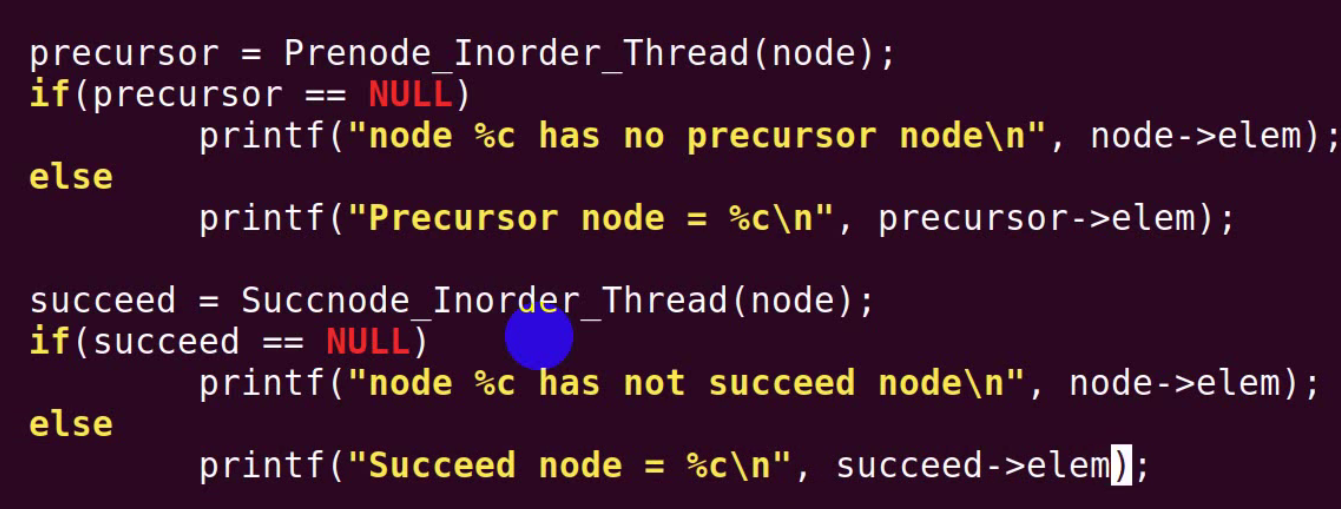 precursor = Prenode_Inorder_Thread(node);
if(precursor == NULL)
        printf("node %c has no precursor node\n", node->elem);
else
        printf("Precursor node = %c\n", precursor->elem);

succeed = Succnode_Inorder_Thread(node);
if(succeed == NULL)
        printf("node %c has not succeed node\n", node->elem);
else
        printf("Succeed node = %c\n", succeed->elem);